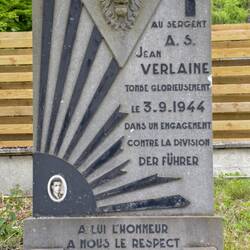 AU SERGENT
A. S.
JEAN
VERLAINE
TOMBÉ GLORIEUSEMENT
LE 3.9.1944
DANS UN ENGAGEMENT
CONTRE LA DIVISION
DER FÜHRER
A LUI L'HONNEUR
A NOUS LE RESPECT